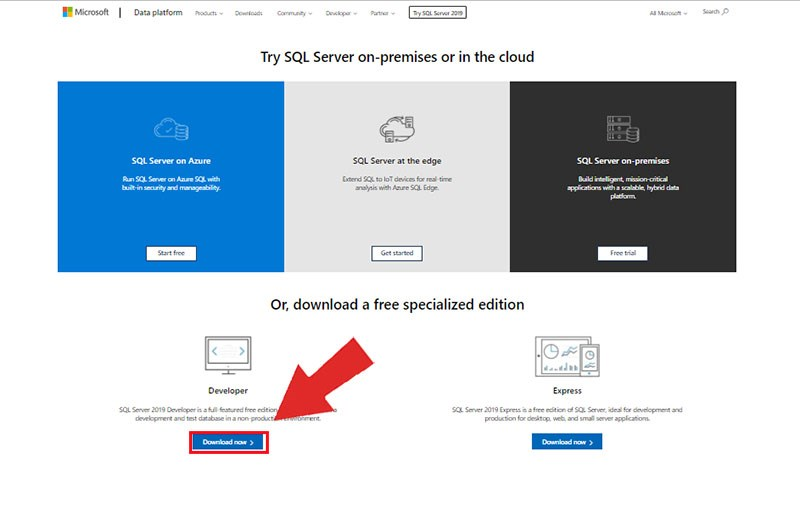 Microsoft | Data platform Products Downloads Community Developer Partner Try SQL Server 2019 All Microsoft Search
Try SQL Server on-premises or in the cloud
SQL Server on Azure
Run SQL Server on Azure SQL with
built-in security and manageability.
Start free
SQL Server at the edge
Extend SQL to IoT devices for real-time
analysis with Azure SQL Edge.
Get started
SQL Server on-premises
Build intelligent, mission-critical
applications with a scalable, hybrid data
platform.
Free trial
Or, download a free specialized edition
Developer
SQL Server 2019 Developer is a full-featured free edition
development and test database in a non-production environment.
Download now
Express
SQL Server 2019 Express is a free edition of SQL Server, ideal for development and
production for desktop, web, and small server applications.
Download now